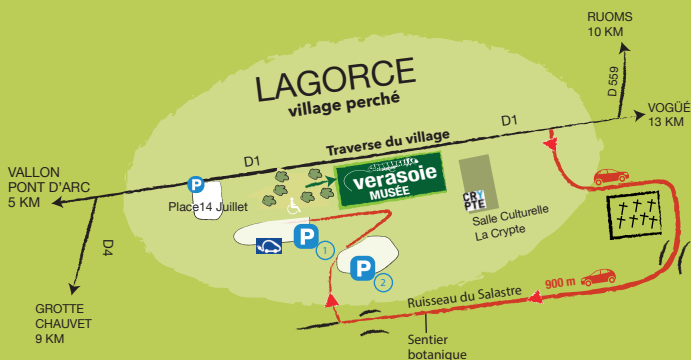 RUOMS
10 KM
D 559
VOGÜÉ
13 KM
D1
LAGORCE
village perché
Traverse du village
D1
VALLON
PONT D'ARC
5 KM
P
Place14 Juillet
verasoie
MUSÉE
CRYPTE
Salle Culturelle
La Crypte
D4
P
1
P
2
900 m
Ruisseau du Salastre
Sentier
botanique
GROTTE
CHAUVET
9 KM